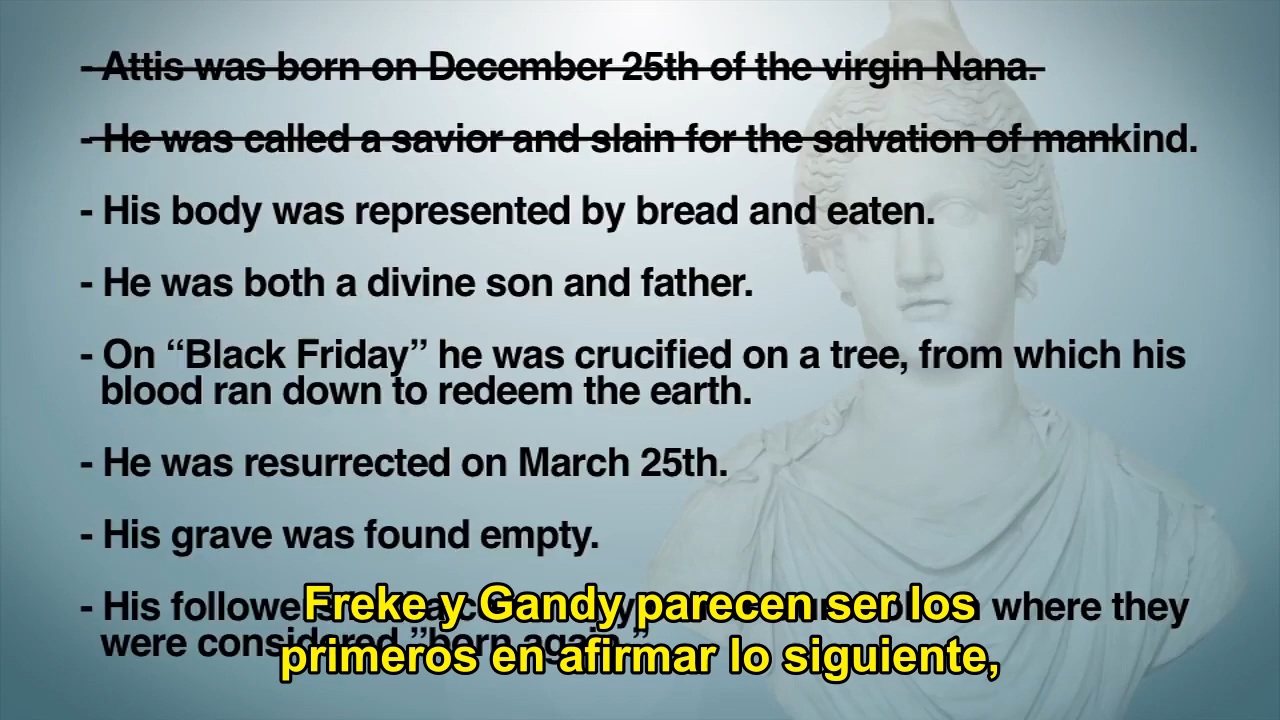 - Attis was born on December 25th of the virgin Nana.
- He was called a savior and slain for the salvation of mankind.
- His body was represented by bread and eaten.
- He was both a divine son and father.
- On “Black Friday” he was crucified on a tree, from which his
blood ran down to redeem the earth.
- He was resurrected on March 25th.
- His grave was found empty.
- His where they
were considered ”born again.”
Freke y Gandy parecen ser los
primeros en afirmar lo siguiente,